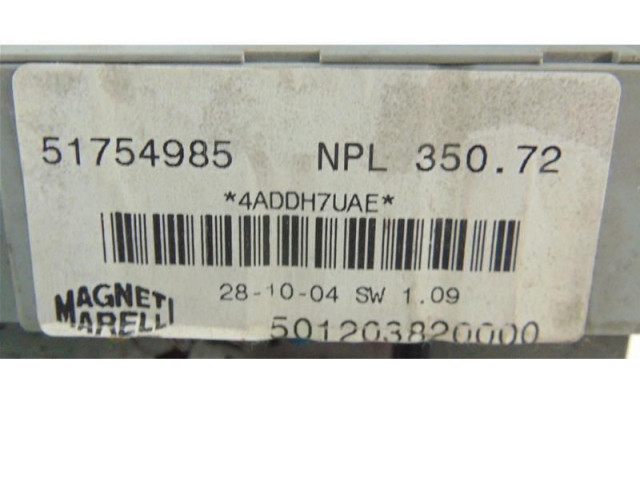 51754985 NPL 350.72
*4ADDH7UAE*
28-10-04 SW 1.09
MAGNETI
MARELLI
501203820000